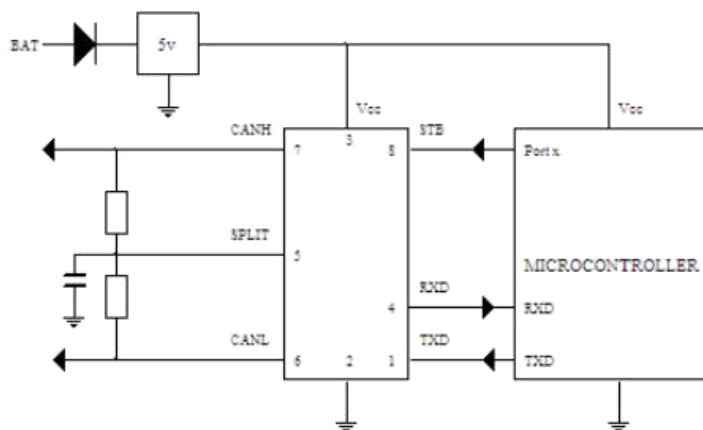 BAT
5v
Vcc
Vcc
CANH
STB
7
3
8
Port x
SPLIT
5
MICROCONTROLLER
RXD
4
RXD
CANL
TXD
6
2
1
TXD